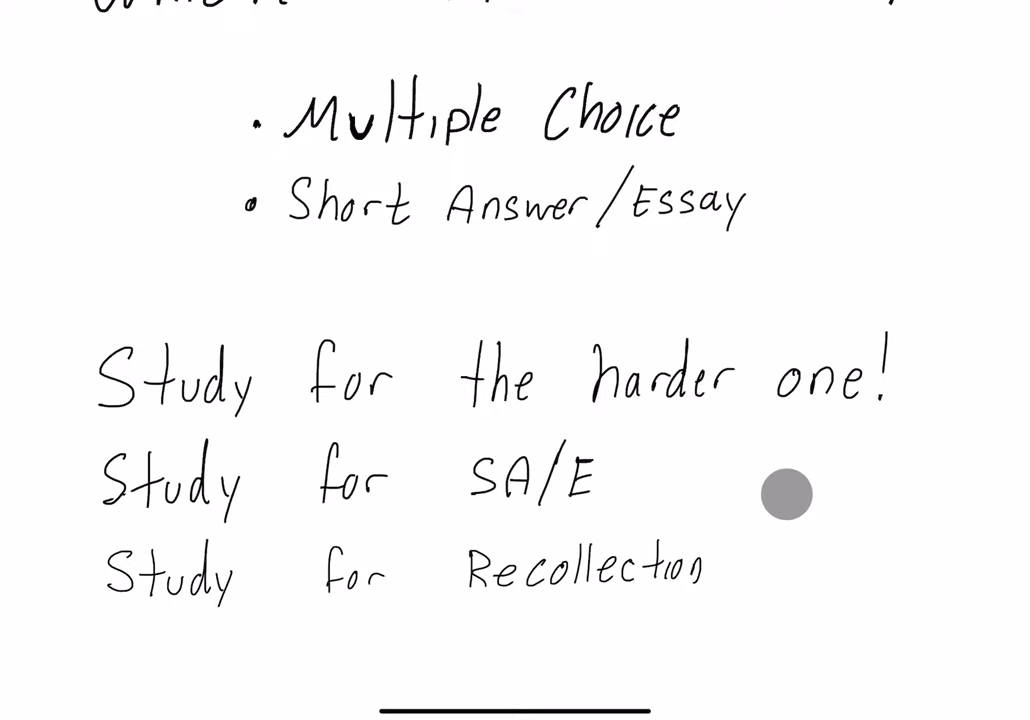 • Multiple Choice
• Short Answer/Essay
Study for the harder one!
Study for SA/E
Study for Recollection